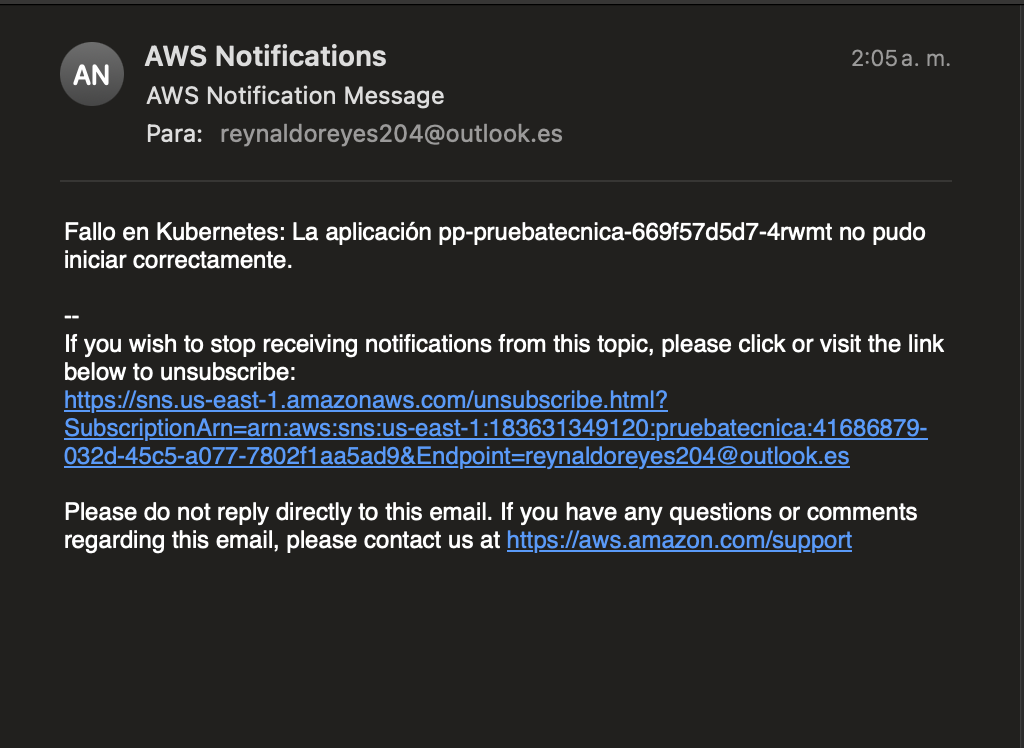 AN
AWS Notifications
2:05 a. m.
AWS Notification Message
Para: reynaldoreyes204@outlook.es
Fallo en Kubernetes: La aplicación pp-pruebatecnica-669f57d5d7-4rwmt no pudo
iniciar correctamente.
--
If you wish to stop receiving notifications from this topic, please click or visit the link
below to unsubscribe:
https://sns.us-east-1.amazonaws.com/unsubscribe.html?
SubscriptionArn=arn:aws:sns:us-east-1:183631349120:pruebatecnica:41686879-
032d-45c5-a077-7802f1aa5ad9&Endpoint=reynaldoreyes204@outlook.es
Please do not reply directly to this email. If you have any questions or comments
regarding this email, please contact us at https://aws.amazon.com/support